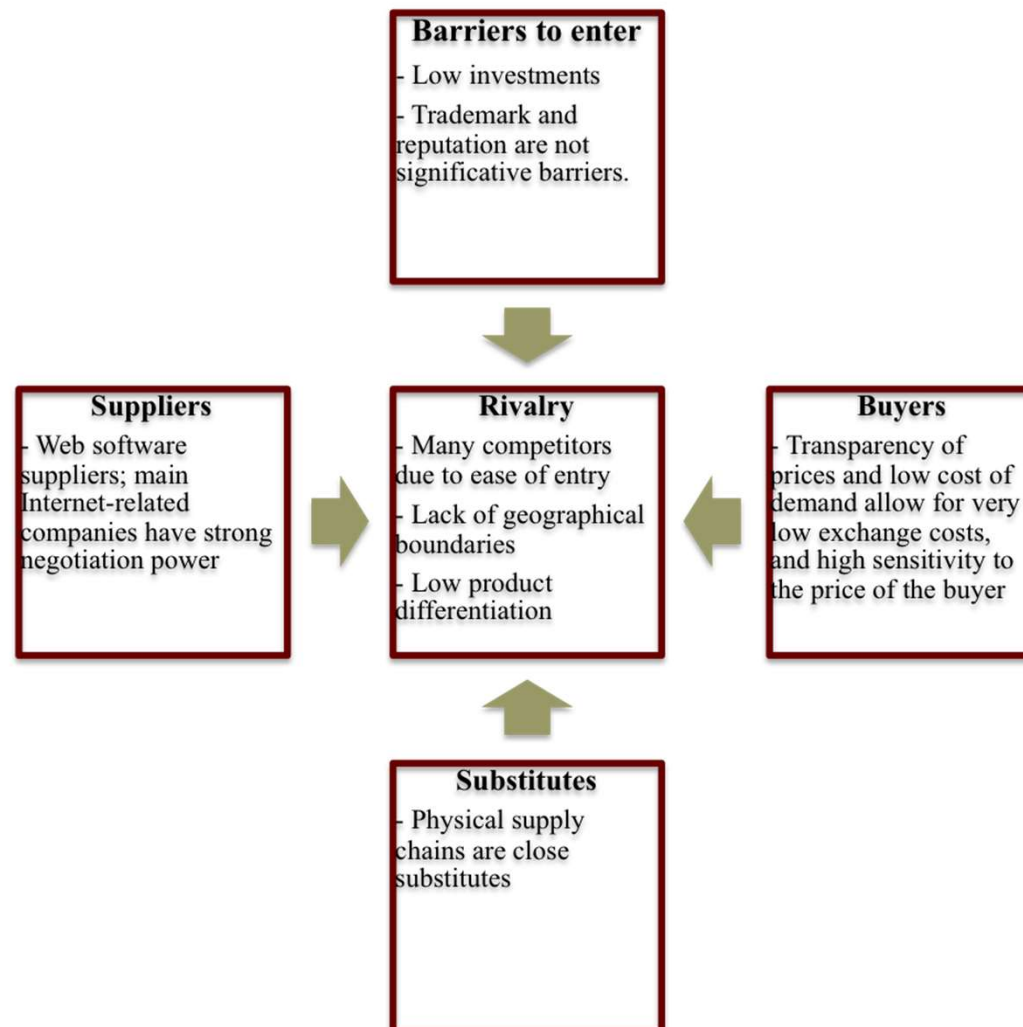 Barriers to enter
- Low investments
- Trademark and
reputation are not
significative barriers.
Suppliers
- Web software
suppliers; main
Internet-related
companies have strong
negotiation power
Rivalry
- Many competitors
due to ease of entry
- Lack of geographical
boundaries
- Low product
differentiation
Buyers
- Transparency of
prices and low cost of
demand allow for very
low exchange costs,
and high sensitivity to
the price of the buyer
Substitutes
- Physical supply
chains are close
substitutes